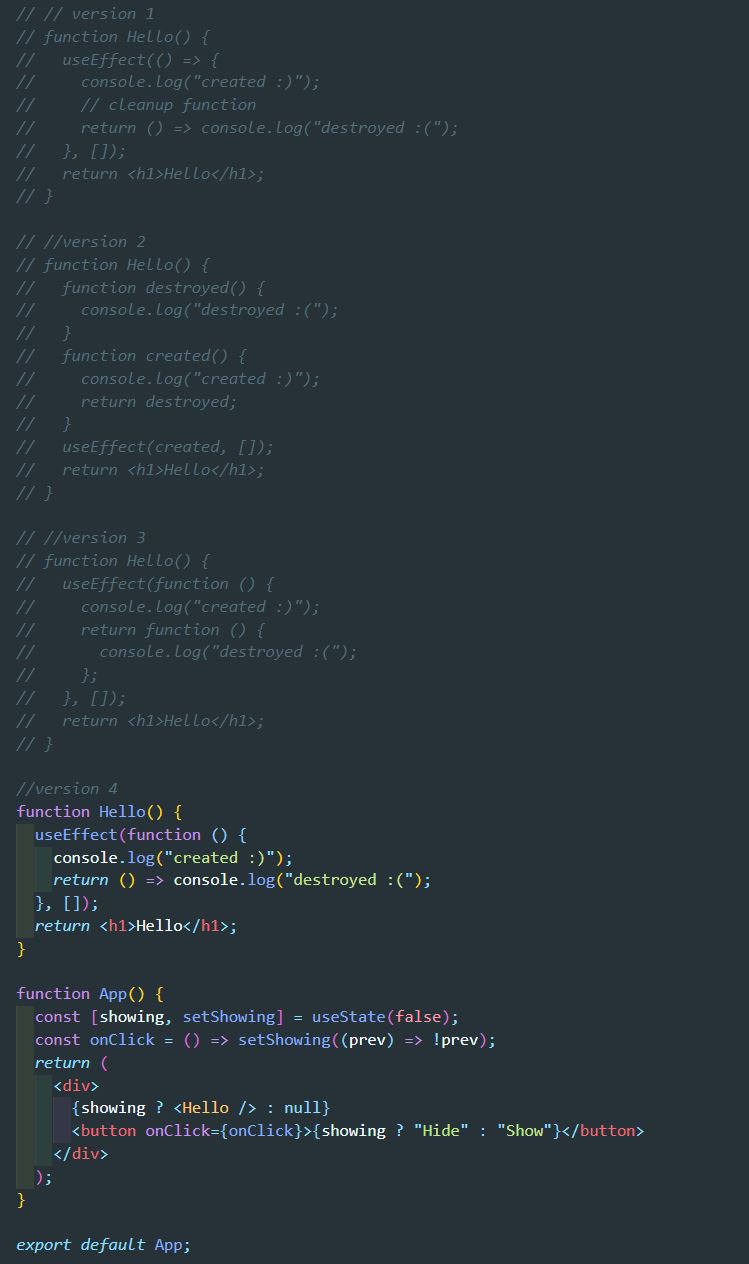 // // version 1
// function Hello() {
//   useEffect(() => {
//     console.log("created :)");
//     // cleanup function
//     return () => console.log("destroyed :(");
//   }, []);
//   return <h1>Hello</h1>;
// }

// //version 2
// function Hello() {
//   function destroyed() {
//     console.log("destroyed :(");
//   }
//   function created() {
//     console.log("created :)");
//     return destroyed;
//   }
//   useEffect(created, []);
//   return <h1>Hello</h1>;
// }

// //version 3
// function Hello() {
//   useEffect(function () {
//     console.log("created :)");
//     return function () {
//       console.log("destroyed :(");
//     };
//   }, []);
//   return <h1>Hello</h1>;
// }

//version 4
function Hello() {
  useEffect(function () {
    console.log("created :)");
    return () => console.log("destroyed :(");
  }, []);
  return <h1>Hello</h1>;
}

function App() {
  const [showing, setShowing] = useState(false);
  const onClick = () => setShowing((prev) => !prev);
  return (
    <div>
      {showing ? <Hello /> : null}
      <button onClick={onClick}>{showing ? "Hide" : "Show"}</button>
    </div>
  );
}

export default App;